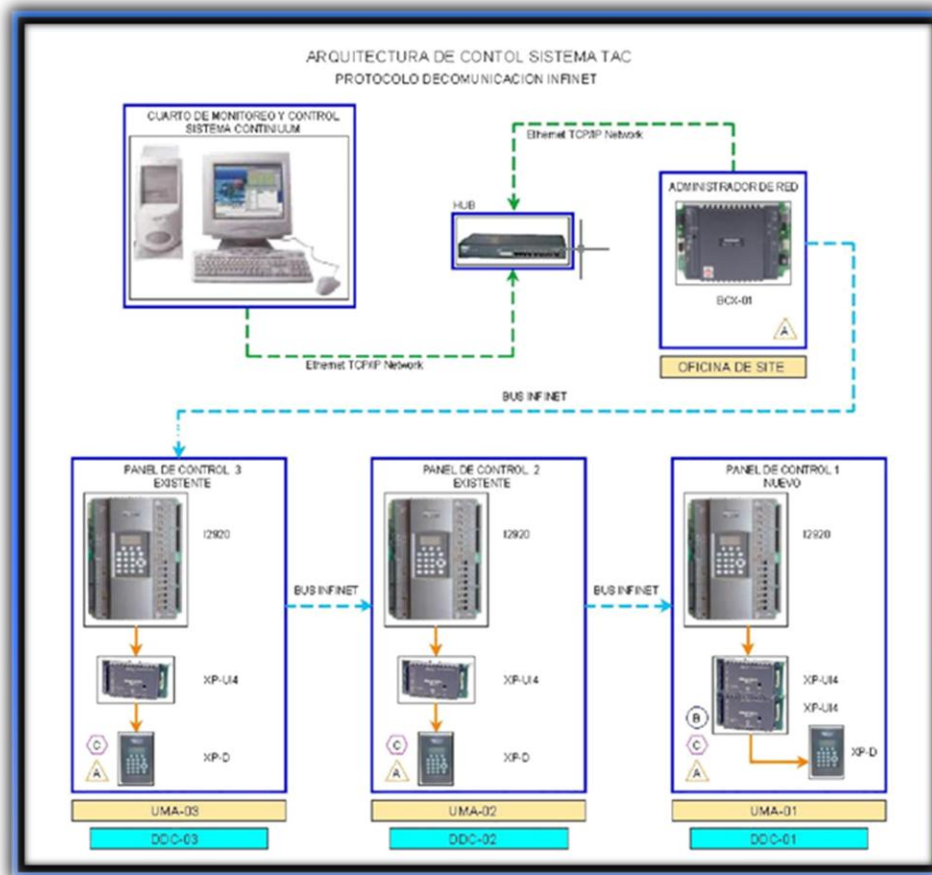 ARQUITECTURA DE CONTOL SISTEMA TAC
PROTOCOLO DECOMUNICACION INFINET
CUARTO DE MONITOREO Y CONTROL
SISTEMA CONTINUUM
Ethernet TCP/IP Network
HUB
ADMINISTRADOR DE RED
BCX-01
A
OFICINA DE SITE
Ethernet TCP/IP Network
BUS INFINET
PANEL DE CONTROL 3
EXISTENTE
I2920
XP-UI4
C
A
XP-D
UMA-03
DDC-03
BUS INFINET
PANEL DE CONTROL 2
EXISTENTE
I2920
XP-UI4
C
A
XP-D
UMA-02
DDC-02
BUS INFINET
PANEL DE CONTROL 1
NUEVO
I2920
XP-UI4
XP-UI4
B
C
A
XP-D
UMA-01
DDC-01